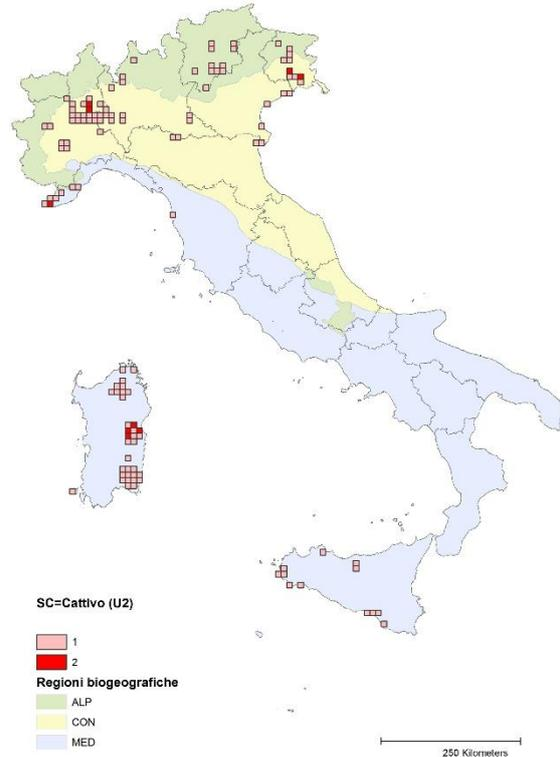 SC=Cattivo (U2)
1
2
Regioni biogeografiche
ALP
CON
MED
250 Kilometers